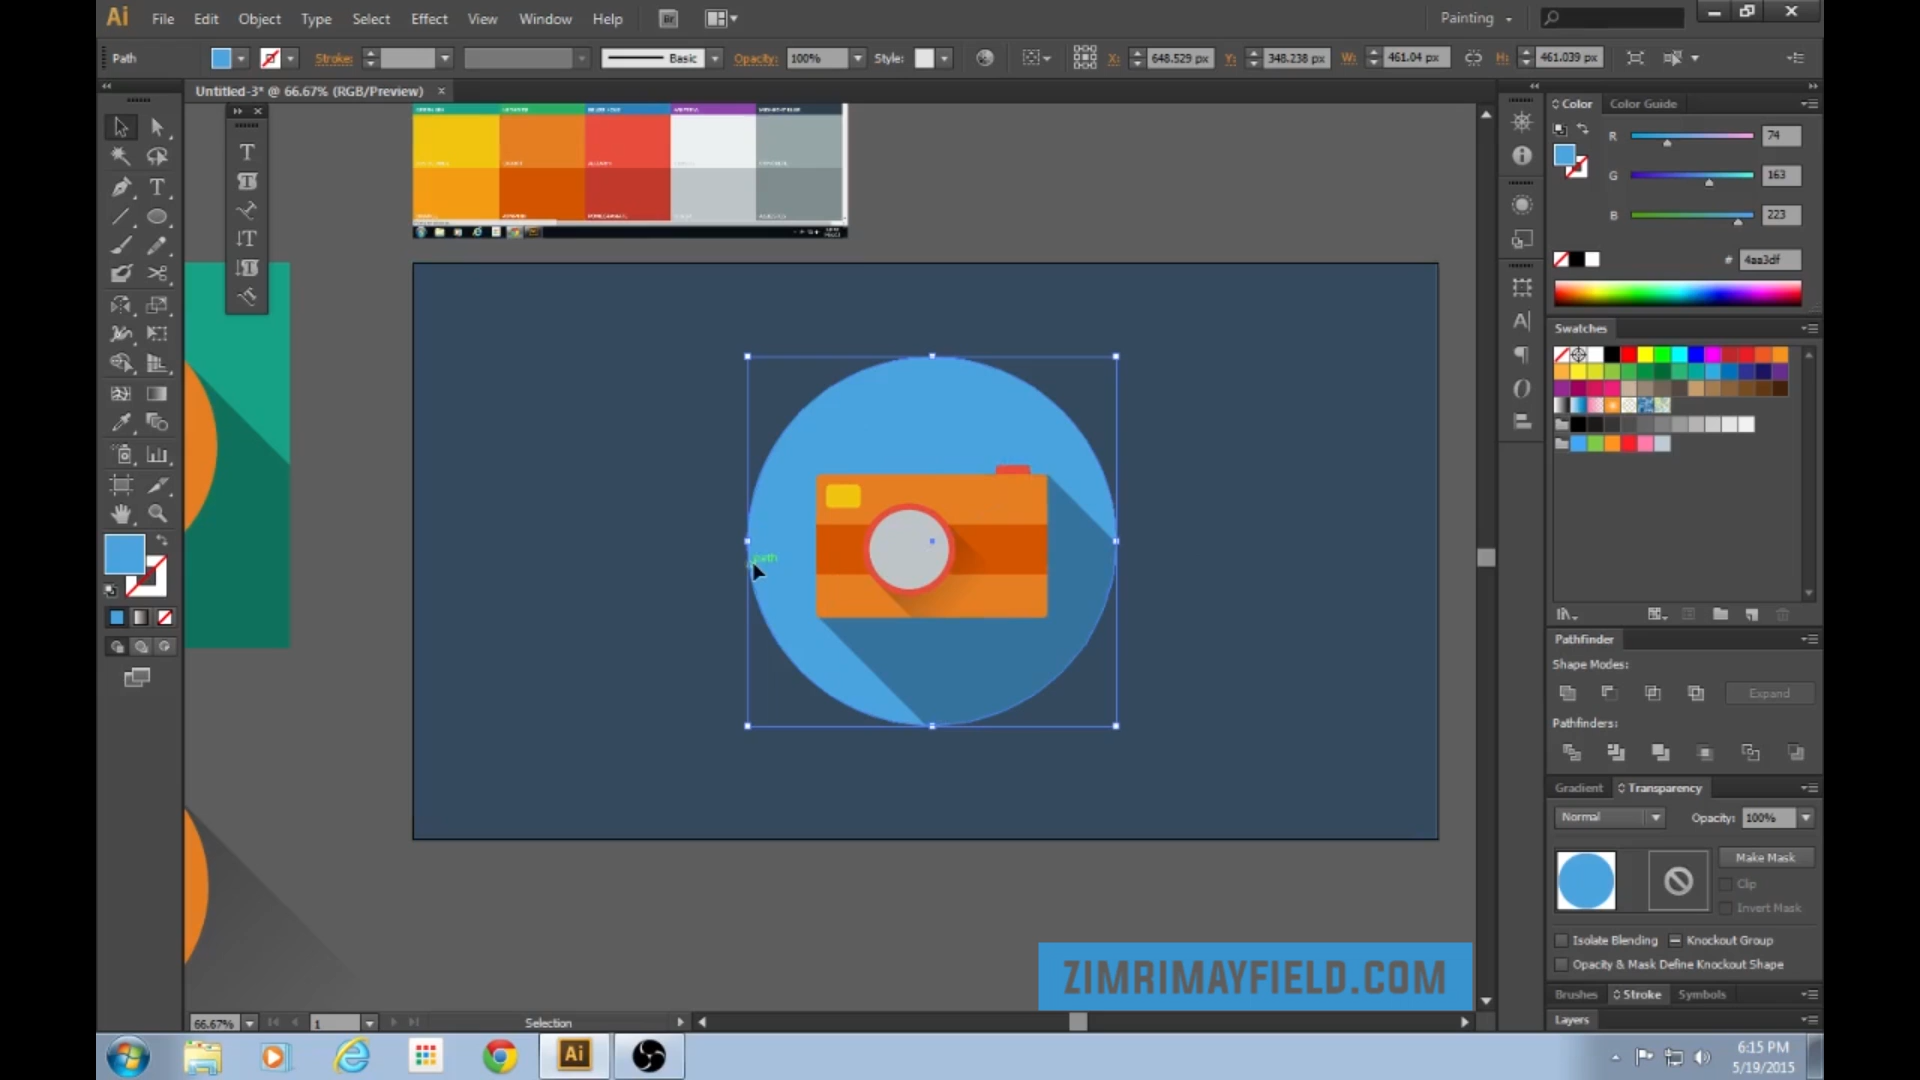 Ai File Edit Object Type Select Effect View Window Help Br Painting
Path Stroke: Basic Opacity: 100% Style: X: 648.529 px Y: 348.238 px W: 461.04 px H: 461.039 px
Untitled-3* @ 66.67% (RGB/Preview) ×
Color Color Guide
R 74
G 163
B 223
# 4aa3df
Swatches
path
Pathfinder
Shape Modes:
Expand
Pathfinders:
Gradient Transparency
Normal Opacity: 100%
Make Mask
Clip
Invert Mask
Isolate Blending Knockout Group
Opacity & Mask Define Knockout Shape
Brushes Stroke Symbols
Layers
ZIMRIMAYFIELD.COM
66.67% 1 Selection
Ai
6:15 PM
5/19/2015